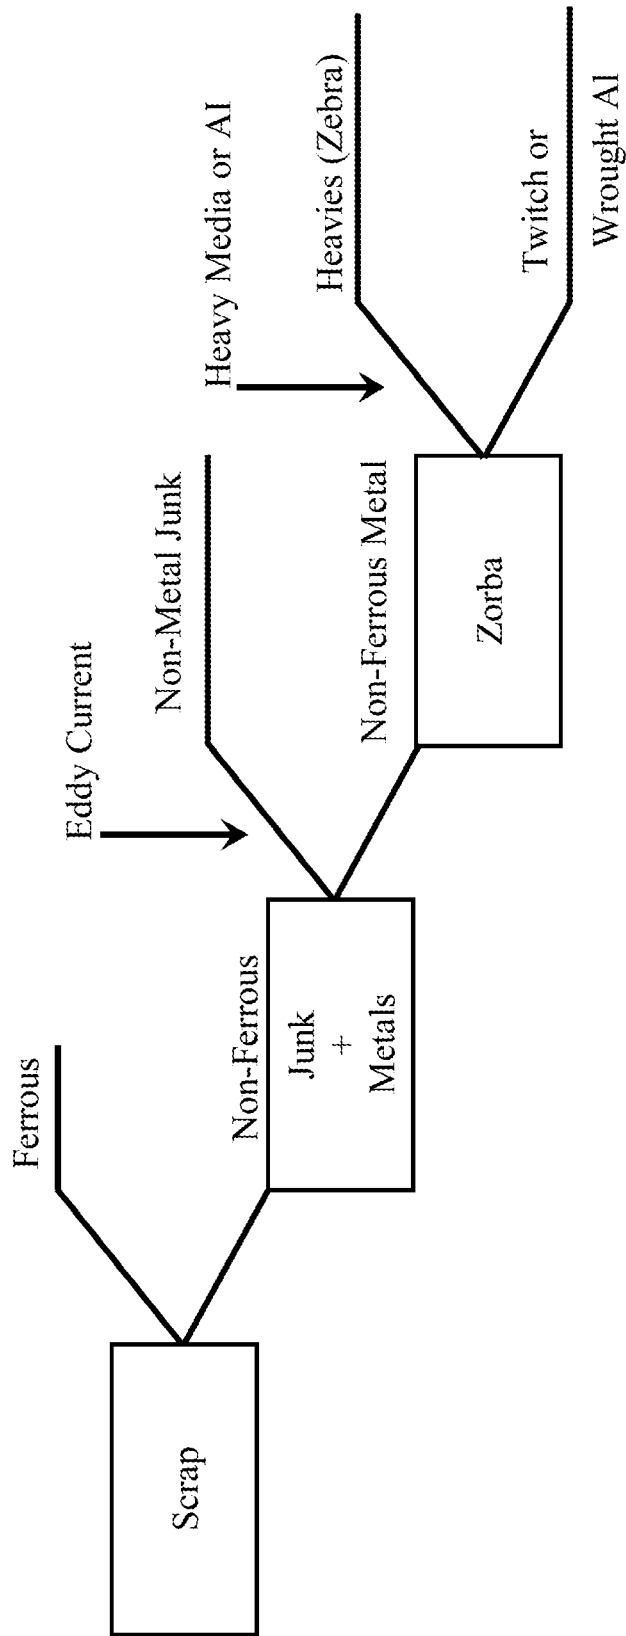 Scrap
Ferrous
Non-Ferrous
Junk
+
Metals
Eddy Current
Non-Metal Junk
Non-Ferrous Metal
Zorba
Heavy Media or AI
Heavies (Zebra)
Twitch or
Wrought Al